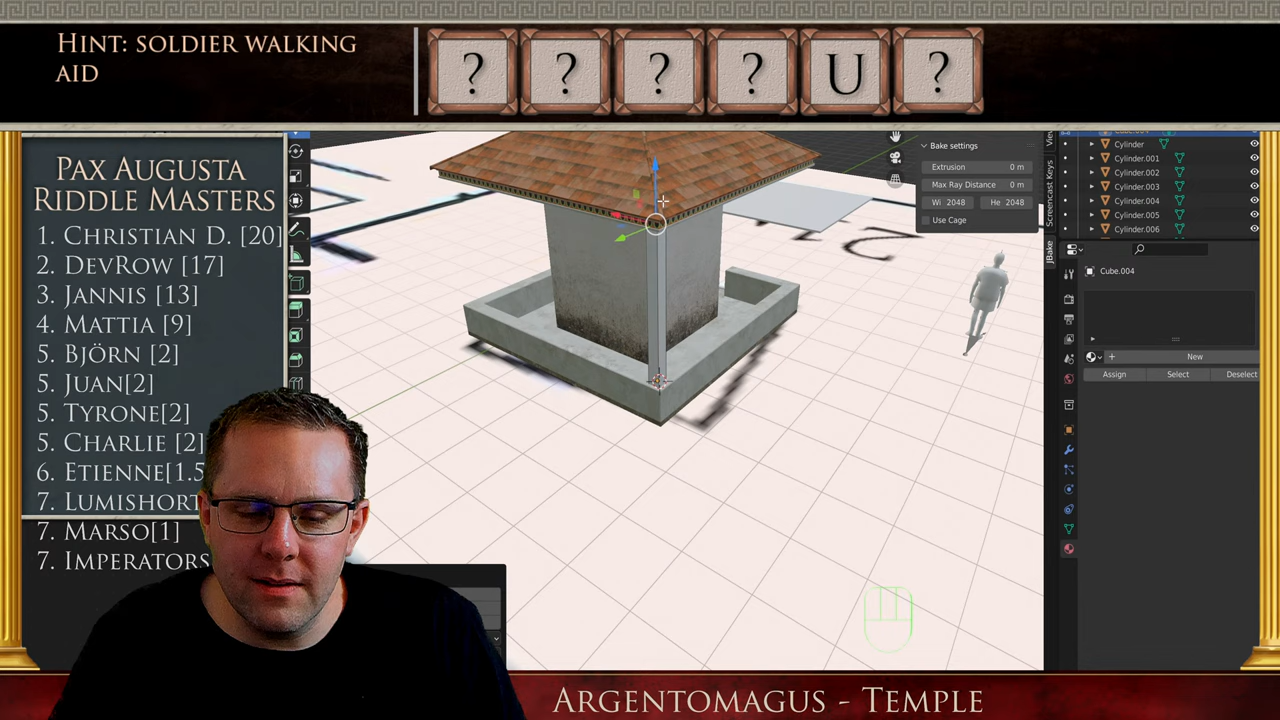 Hint: soldier walking
aid
? ? ? ? U ?
Pax Augusta
Riddle Masters
1. Christian D. [20]
2. DevRow [17]
3. Jannis [13]
4. Mattia [9]
5. Björn [2]
5. Juan[2]
5. Tyrone[2]
5. Charlie [2]
6. Etienne[1.5
7. Lumishort
7. Marso[1]
7. Imperators
Bake settings
Extrusion 0 m
Max Ray Distance 0 m
Wi 2048 He 2048
Use Cage
Screencast Keys
JBake
Cylinder
Cylinder.001
Cylinder.002
Cylinder.003
Cylinder.004
Cylinder.005
Cylinder.006
Cube.004
New
Assign Select Deselect
Argentomagus - Temple